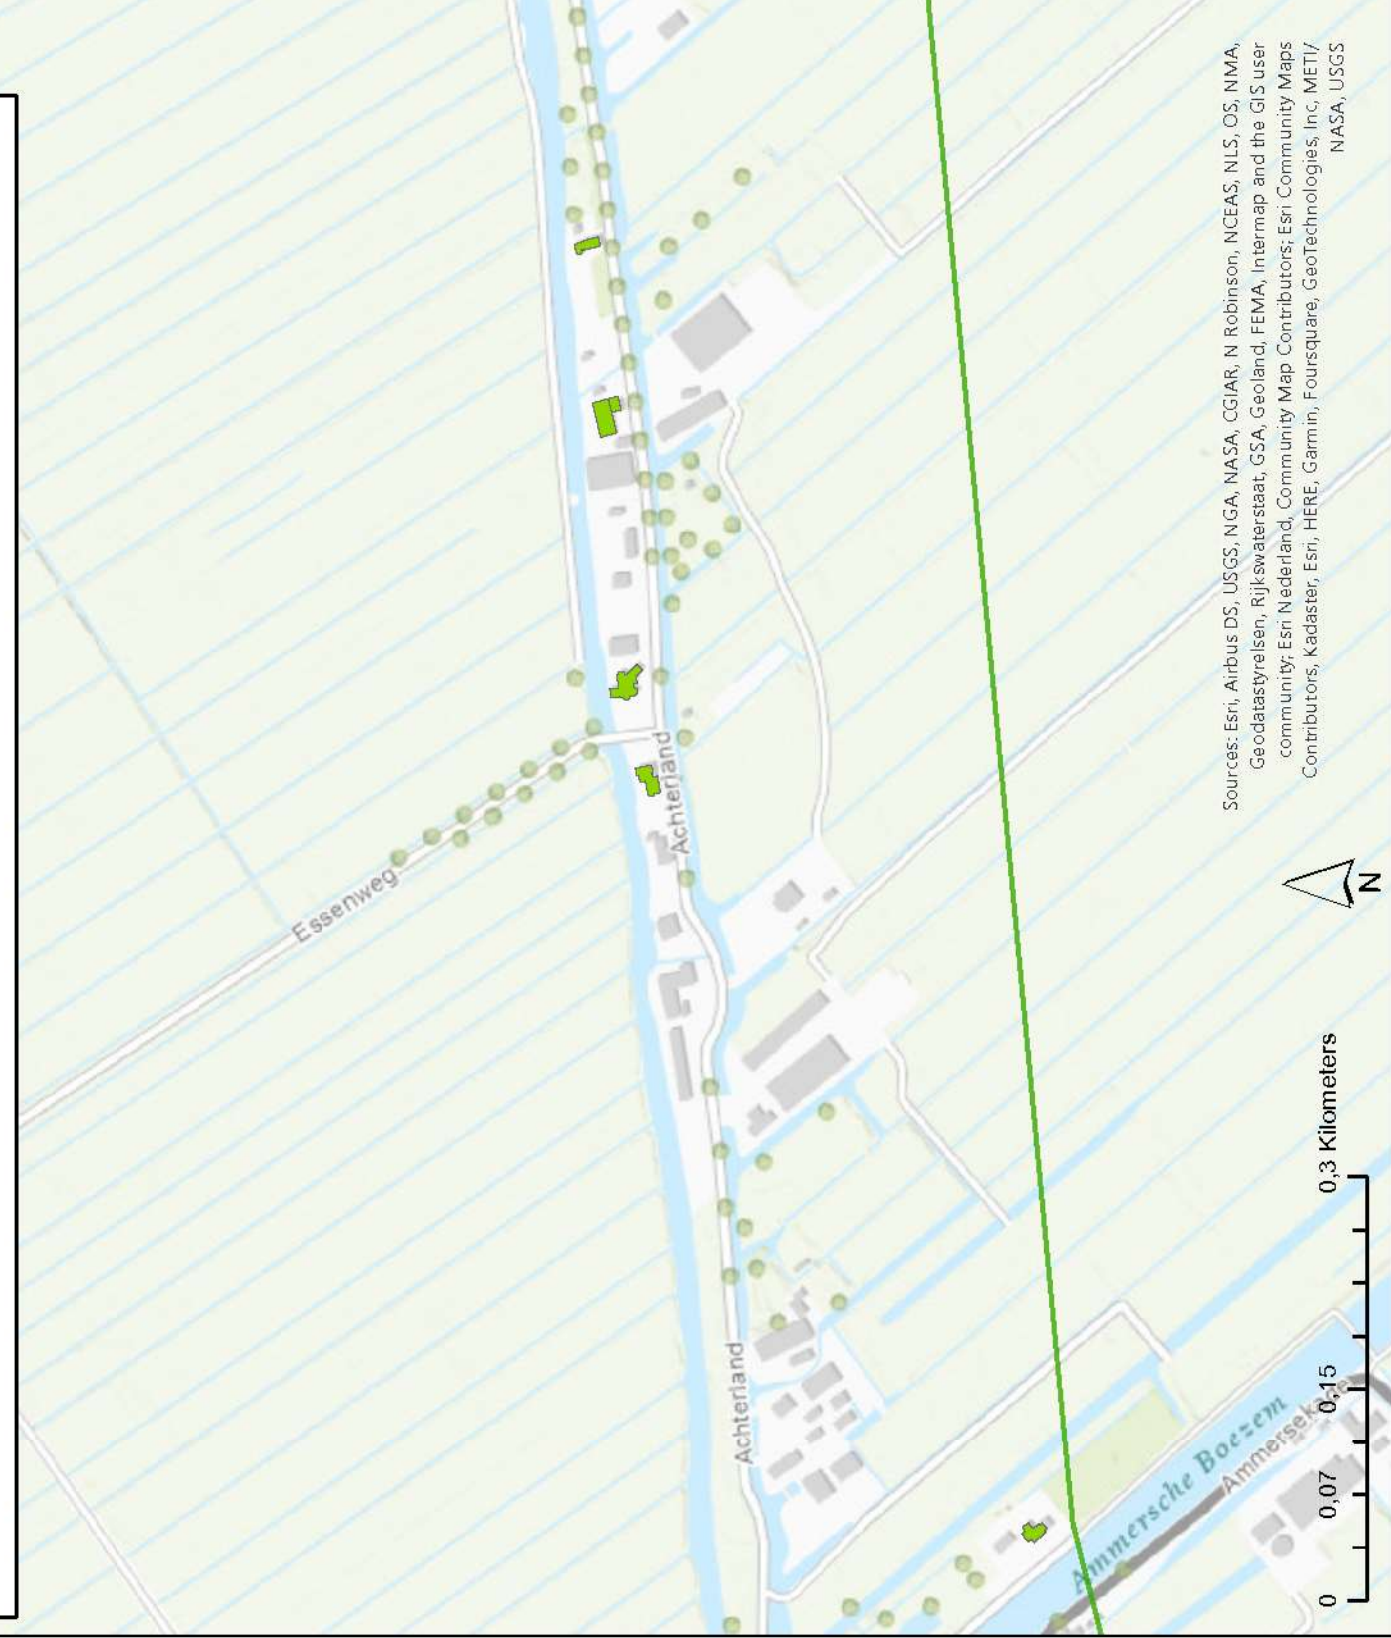 Essenweg
Achterland
Achterland
Ammersche Boezem
Ammersekade
Sources: Esri, Airbus DS, USGS, NGA, NASA, CGIAR, N Robinson, NCEAS, NLS, OS, NMA,
Geodatastyrelsen, Rijkswaterstaat, GSA, Geoland, FEMA, Intermap and the GIS user
community; Esri Nederland, Community Map Contributors; Esri Community Maps
Contributors, Kadaster, Esri, HERE, Garmin, Foursquare, GeoTechnologies, Inc, METI/
NASA, USGS
N
0 0,07 0,15 0,3 Kilometers